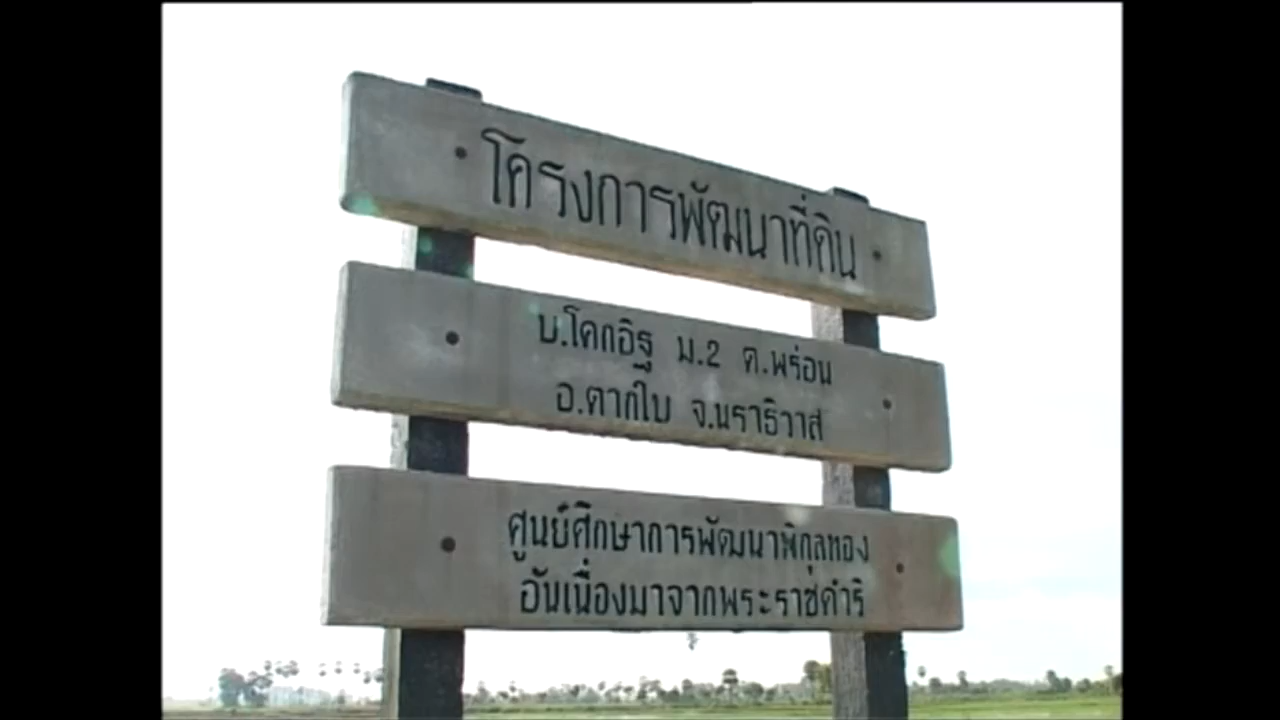 โครงการพัฒนาที่ดิน
บ.โคกอิฐ ม.2 ต.พร่อน
อ.ตากใบ จ.นราธิวาส
ศูนย์ศึกษาการพัฒนาพิกุลทอง
อันเนื่องมาจากพระราชดำริ